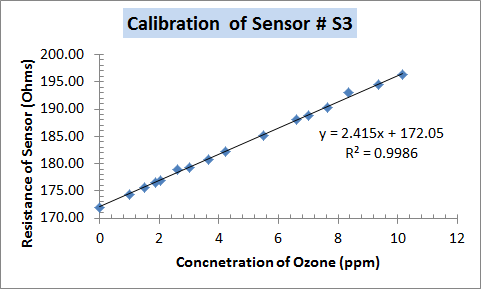 Calibration of Sensor # S3
Resistance of Sensor (Ohms)
200.00
195.00
190.00
185.00
180.00
175.00
170.00
y = 2.415x + 172.05
R² = 0.9986
0 2 4 6 8 10 12
Concnetration of Ozone (ppm)